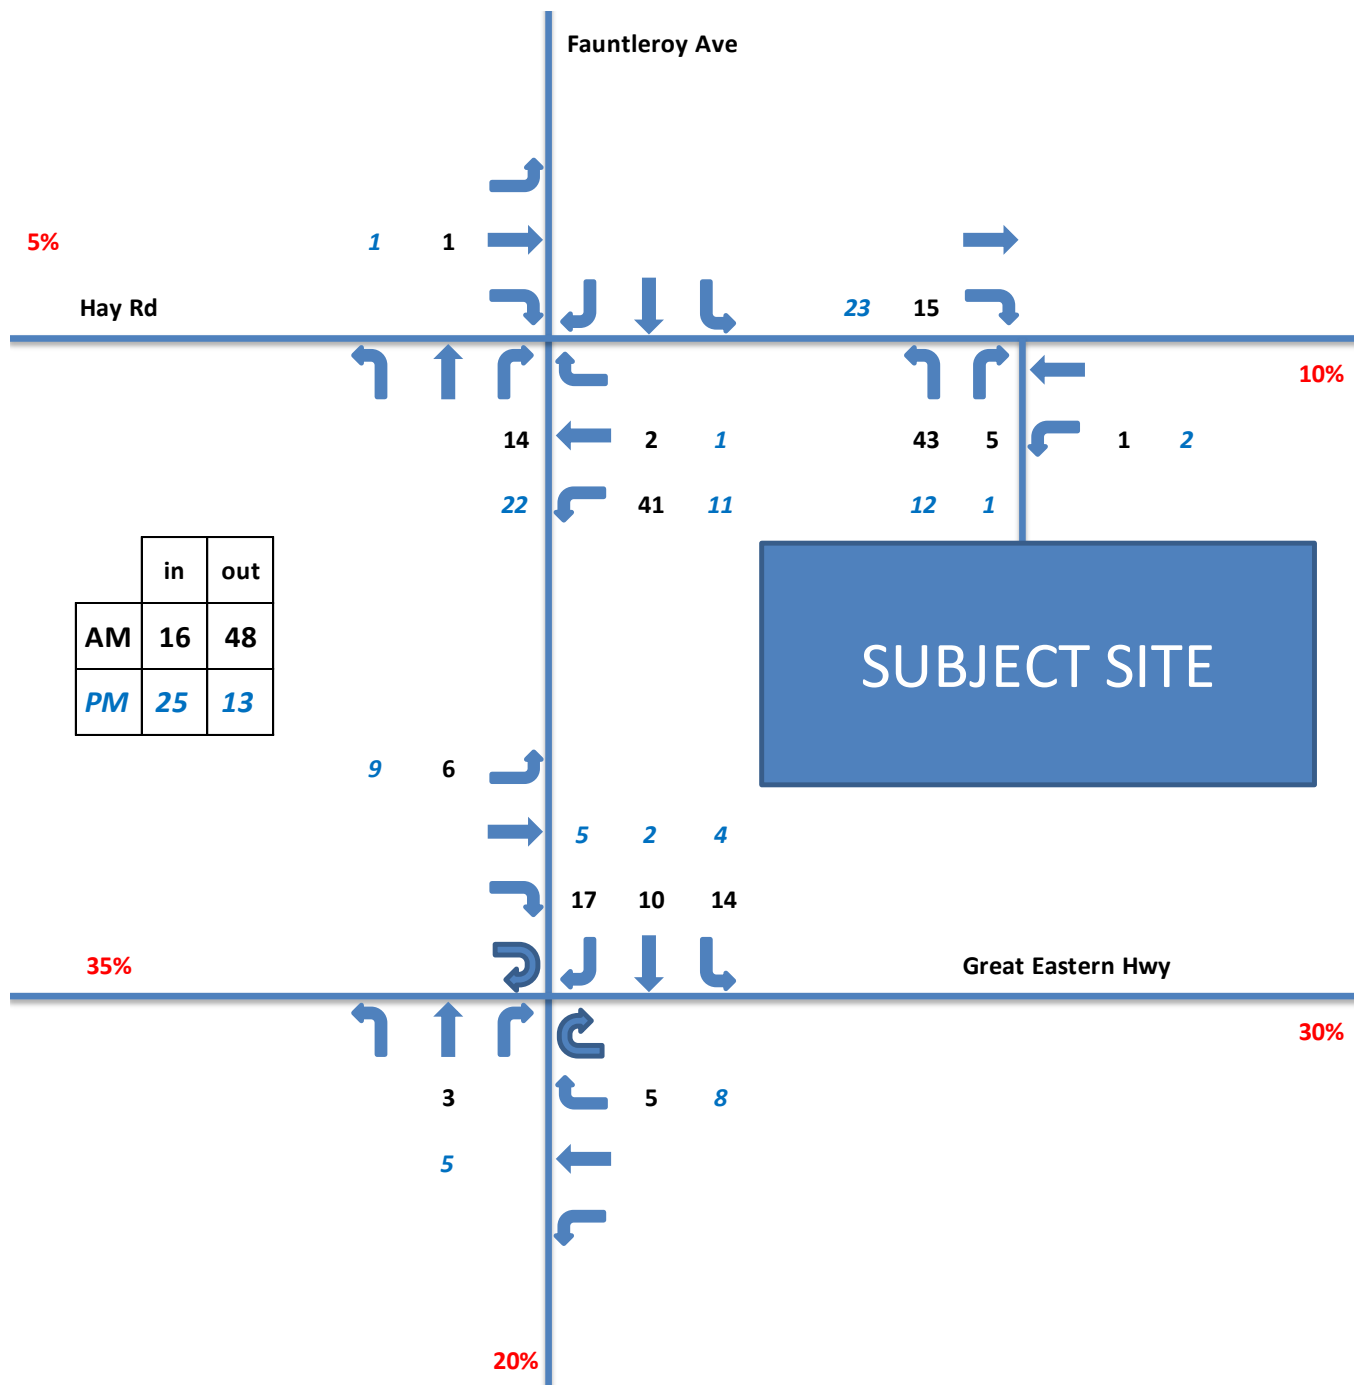 Fauntleroy Ave
5% 1 1
Hay Rd 23 15
10%
14 2 1 43 5 1 2
22 41 11 12 1
in out
AM 16 48
PM 25 13
SUBJECT SITE
9 6
5 2 4
17 10 14
35% Great Eastern Hwy
30%
3 5 8
5
20%